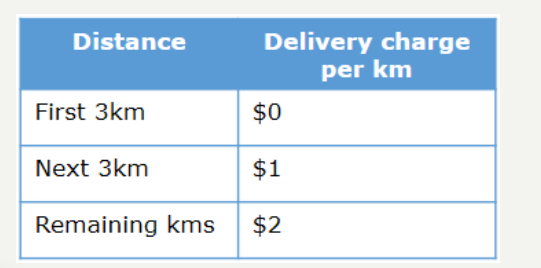 Distance
Delivery charge
per km
First 3km
$0
Next 3km
$1
Remaining kms
$2